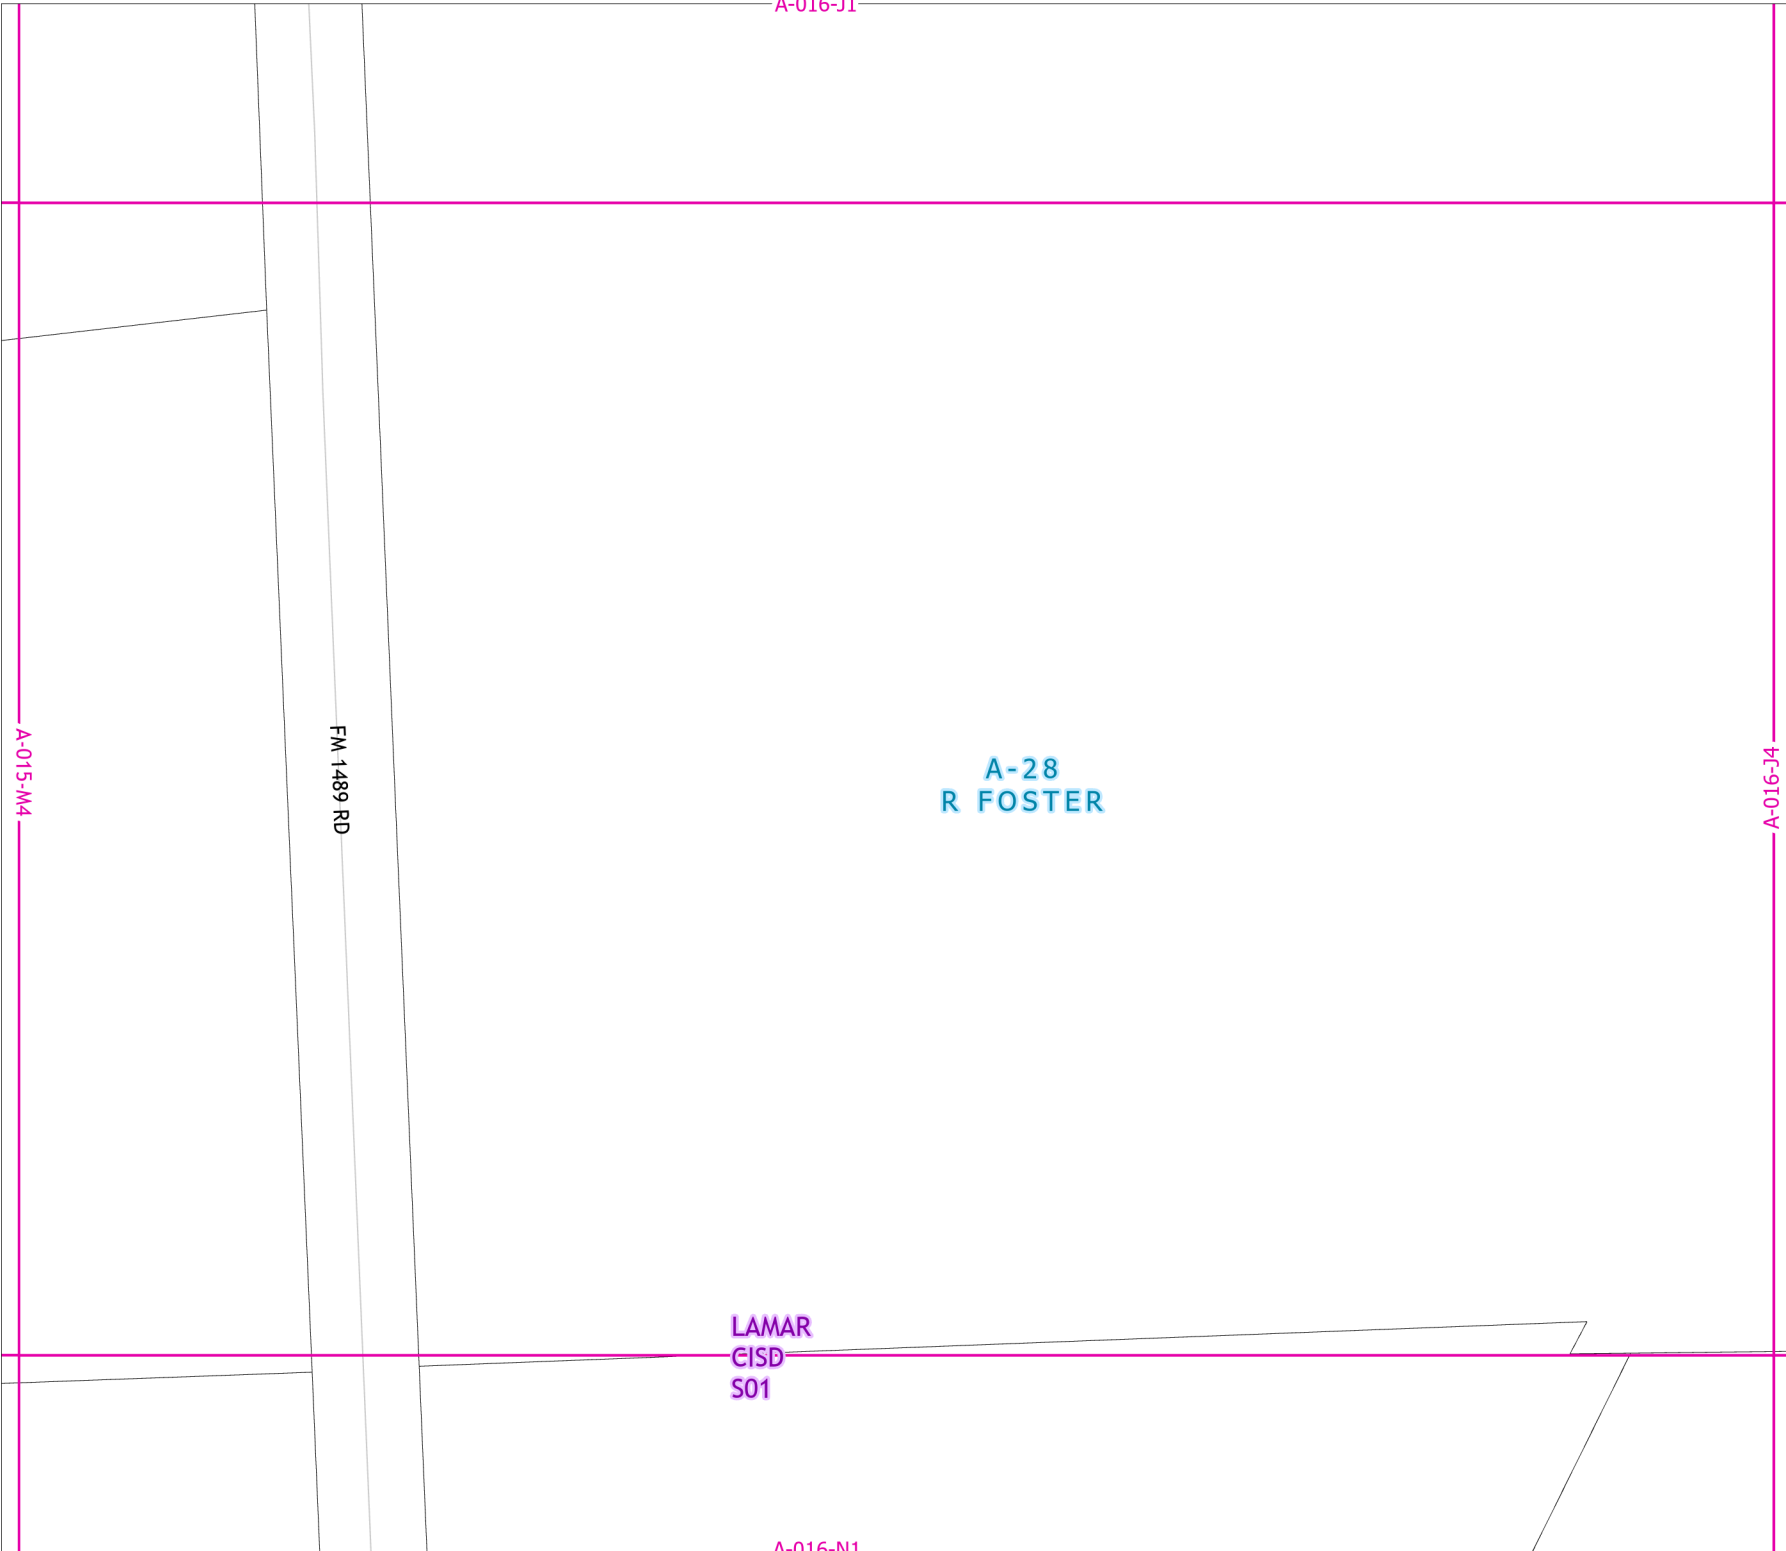 A-016-J1
A-015-M4
FM 1489 RD
A-28
R FOSTER
A-016-J4
LAMAR
CISD
S01
A-016-N1